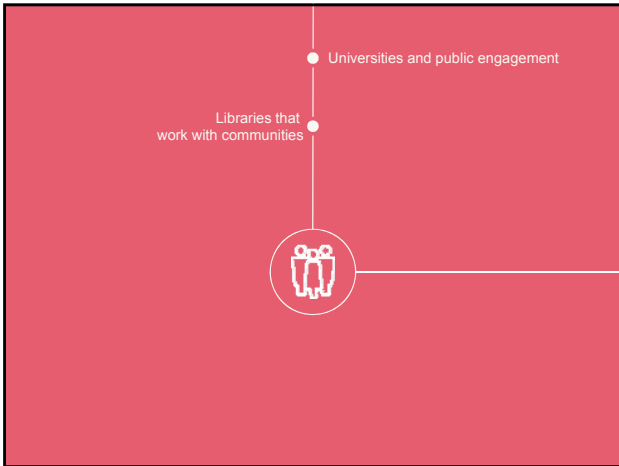 Universities and public engagement
Libraries that
work with communities